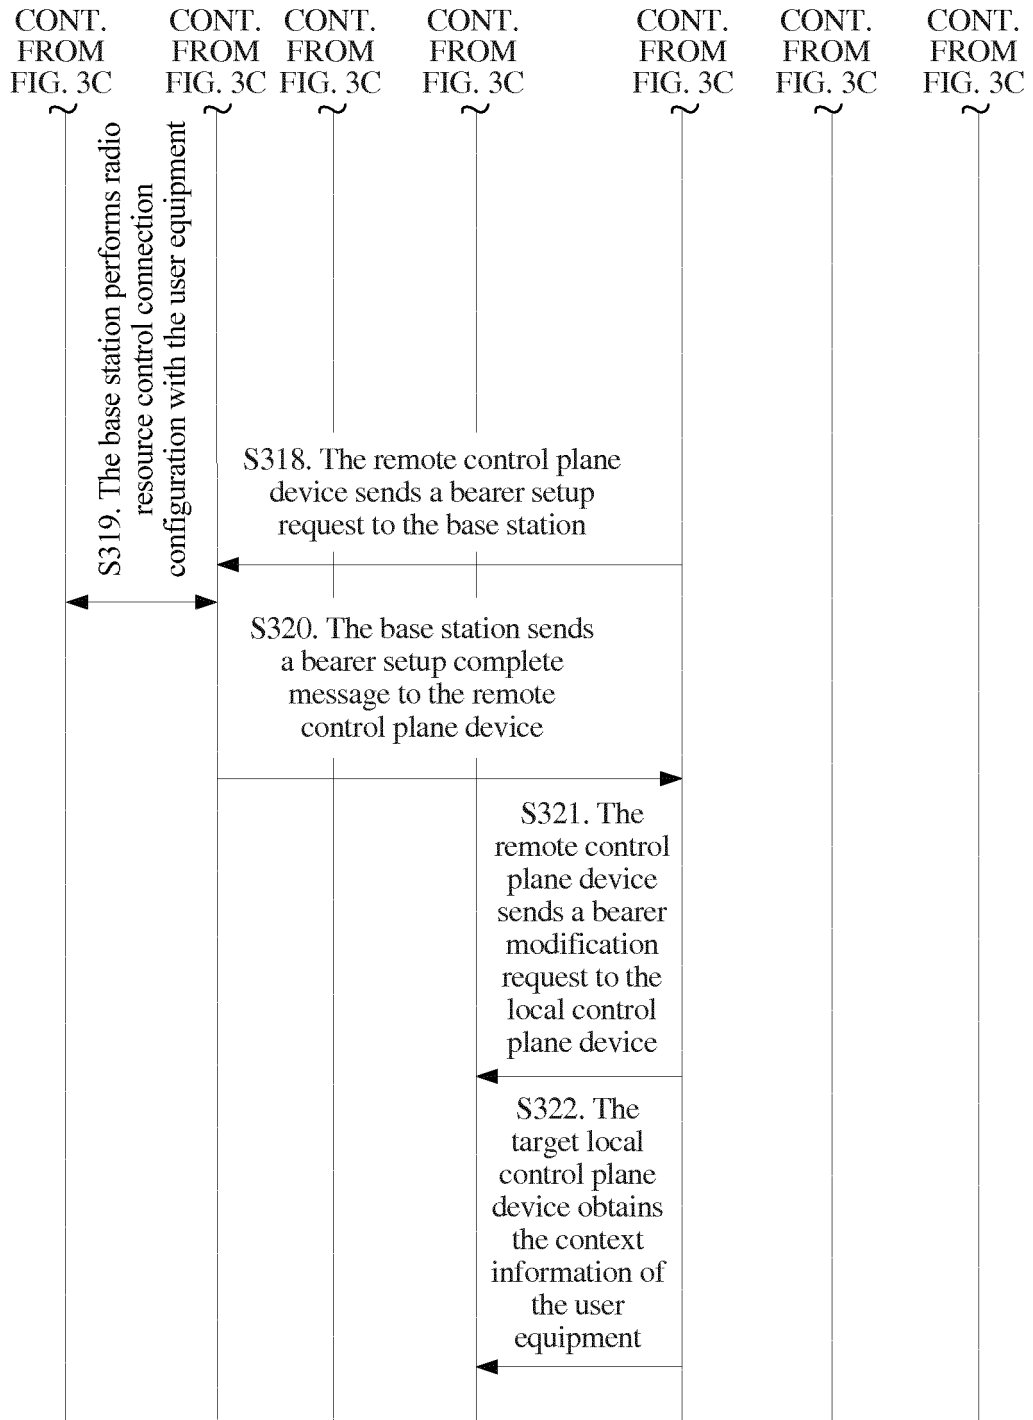 CONT.
FROM
FIG. 3C
CONT.
FROM
FIG. 3C
CONT.
FROM
FIG. 3C
CONT.
FROM
FIG. 3C
CONT.
FROM
FIG. 3C
CONT.
FROM
FIG. 3C
CONT.
FROM
FIG. 3C
S319. The base station performs radio
resource control connection
configuration with the user equipment
S318. The remote control plane
device sends a bearer setup
request to the base station
S320. The base station sends
a bearer setup complete
message to the remote
control plane device
S321. The
remote control
plane device
sends a bearer
modification
request to the
local control
plane device
S322. The
target local
control plane
device obtains
the context
information of
the user
equipment